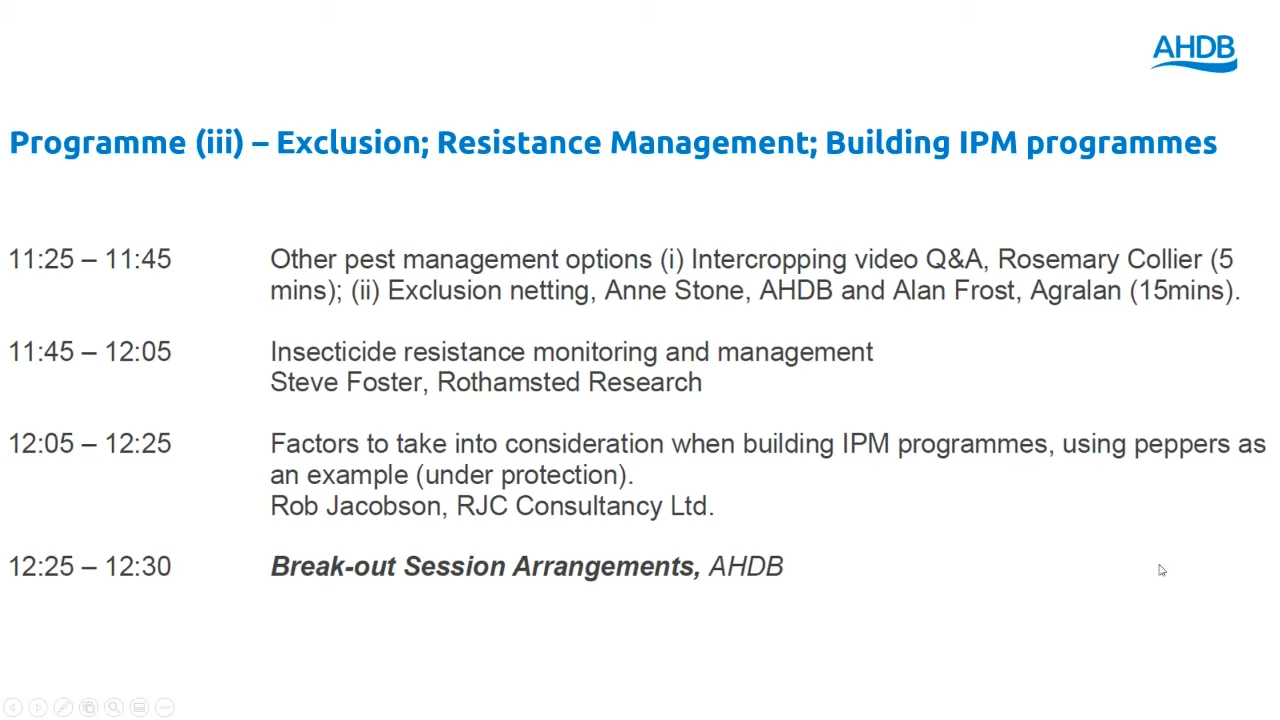 AHDB
Programme (iii) – Exclusion; Resistance Management; Building IPM programmes
11:25 – 11:45
Other pest management options (i) Intercropping video Q&A, Rosemary Collier (5
mins); (ii) Exclusion netting, Anne Stone, AHDB and Alan Frost, Agralan (15mins).
11:45 – 12:05
Insecticide resistance monitoring and management
Steve Foster, Rothamsted Research
12:05 – 12:25
Factors to take into consideration when building IPM programmes, using peppers as
an example (under protection).
Rob Jacobson, RJC Consultancy Ltd.
12:25 – 12:30
Break-out Session Arrangements, AHDB